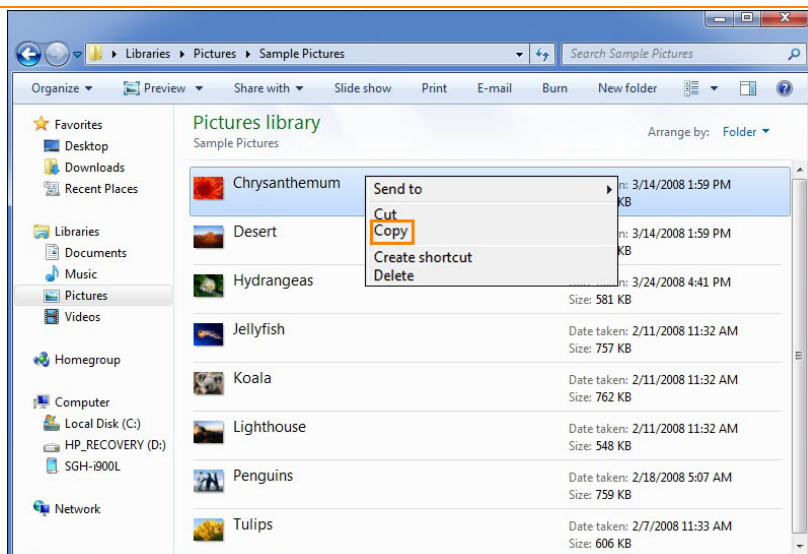 Libraries ▸ Pictures ▸ Sample Pictures
Search Sample Pictures
Organize Preview Share with Slide show Print E-mail Burn New folder
Favorites
Desktop
Downloads
Recent Places
Libraries
Documents
Music
Pictures
Videos
Homegroup
Computer
Local Disk (C:)
HP_RECOVERY (D:)
SGH-i900L
Network
Pictures library
Sample Pictures
Arrange by: Folder
Chrysanthemum
n: 3/14/2008 1:59 PM
KB
Send to
Cut
Copy
Create shortcut
Delete
Desert
n: 3/14/2008 1:59 PM
KB
Hydrangeas
n: 3/24/2008 4:41 PM
Size: 581 KB
Jellyfish
Date taken: 2/11/2008 11:32 AM
Size: 757 KB
Koala
Date taken: 2/11/2008 11:32 AM
Size: 762 KB
Lighthouse
Date taken: 2/11/2008 11:32 AM
Size: 548 KB
Penguins
Date taken: 2/18/2008 5:07 AM
Size: 759 KB
Tulips
Date taken: 2/7/2008 11:33 AM
Size: 606 KB